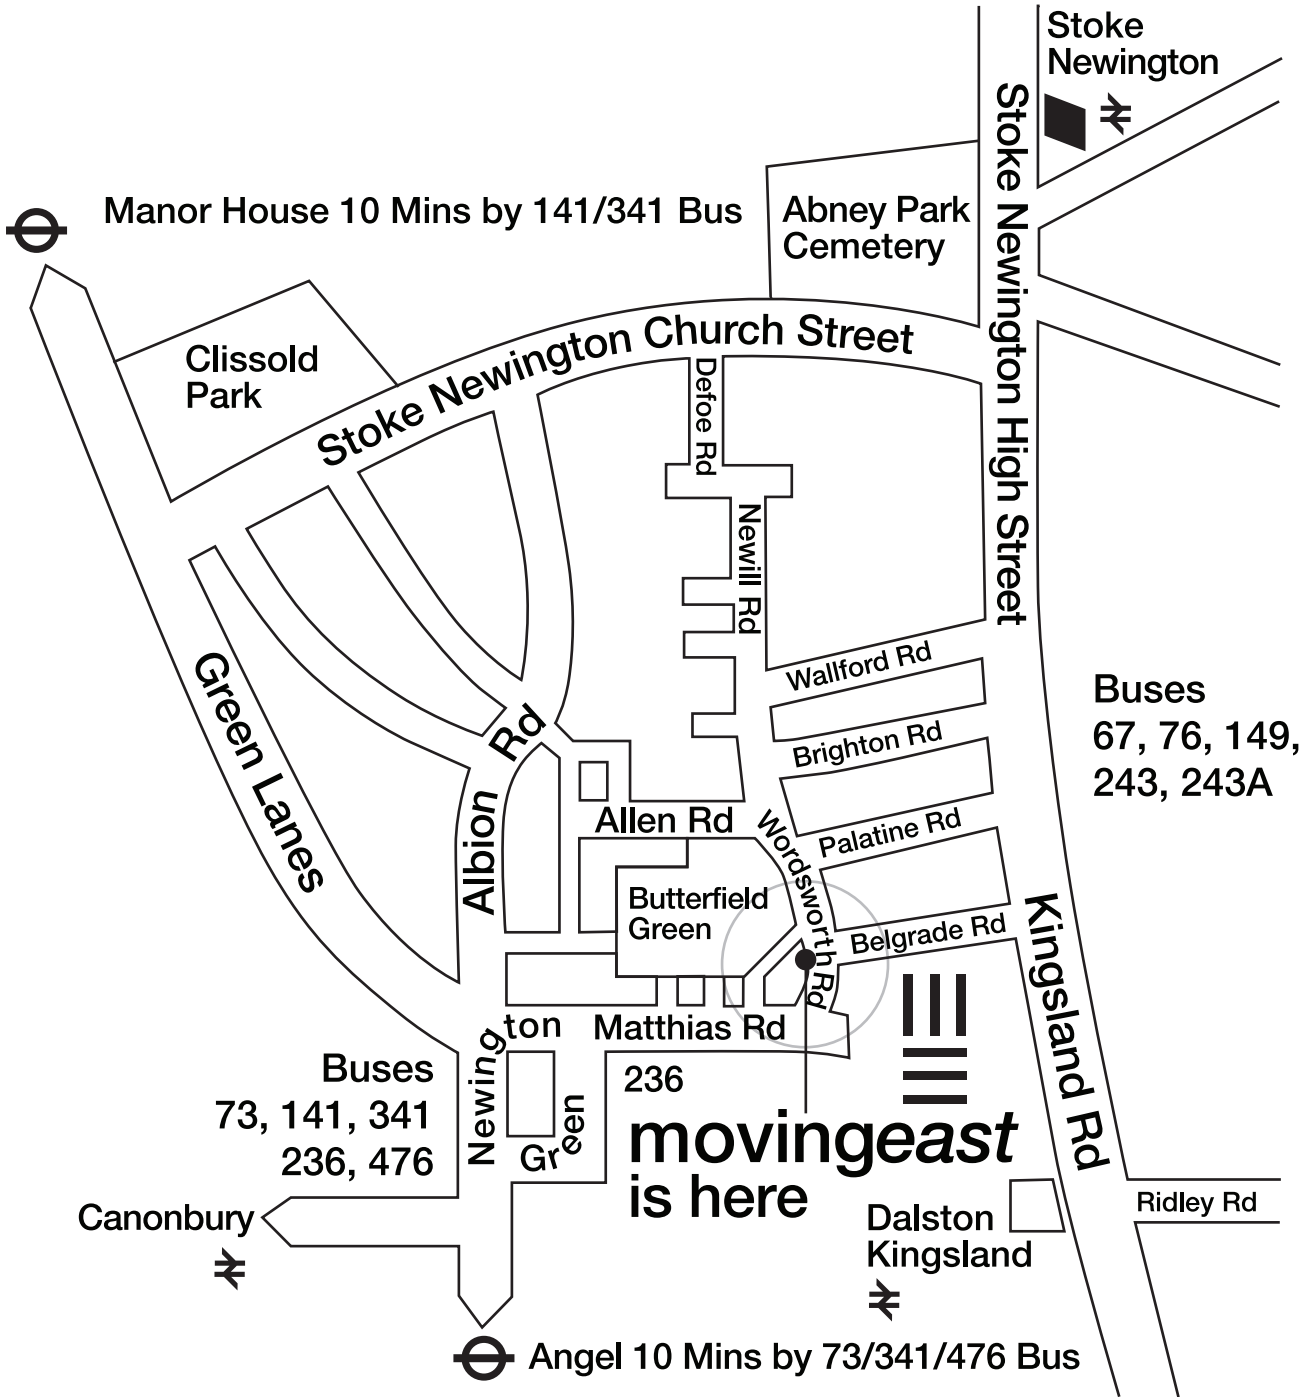 Stoke
Newington
Manor House 10 Mins by 141/341 Bus
Abney Park
Cemetery
Stoke Newington High Street
Stoke Newington Church Street
Clissold
Park
Defoe Rd
Newill Rd
Green Lanes
Wallford Rd
Brighton Rd
Palatine Rd
Belgrade Rd
Buses
67, 76, 149,
243, 243A
Albion Rd
Allen Rd
Wordsworth Rd
Butterfield
Green
Kingsland Rd
Matthias Rd
Newington
Green
236
Buses
73, 141, 341
236, 476
movingeast
is here
Canonbury
Dalston
Kingsland
Ridley Rd
Angel 10 Mins by 73/341/476 Bus